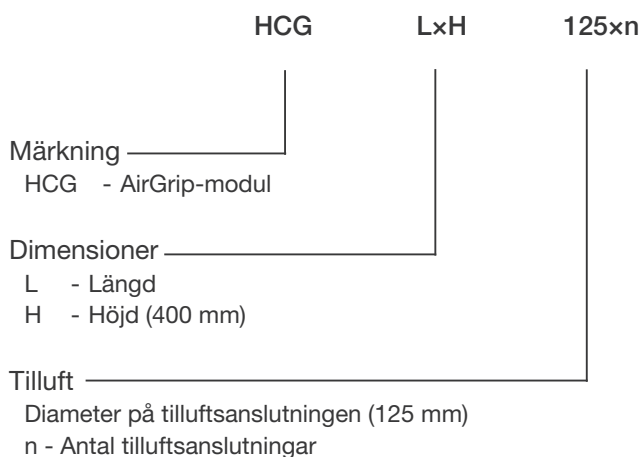 HCG L×H 125×n
Märkning
HCG - AirGrip-modul
Dimensioner
L - Längd
H - Höjd (400 mm)
Tilluft
Diameter på tilluftsanslutningen (125 mm)
n - Antal tilluftsanslutningar